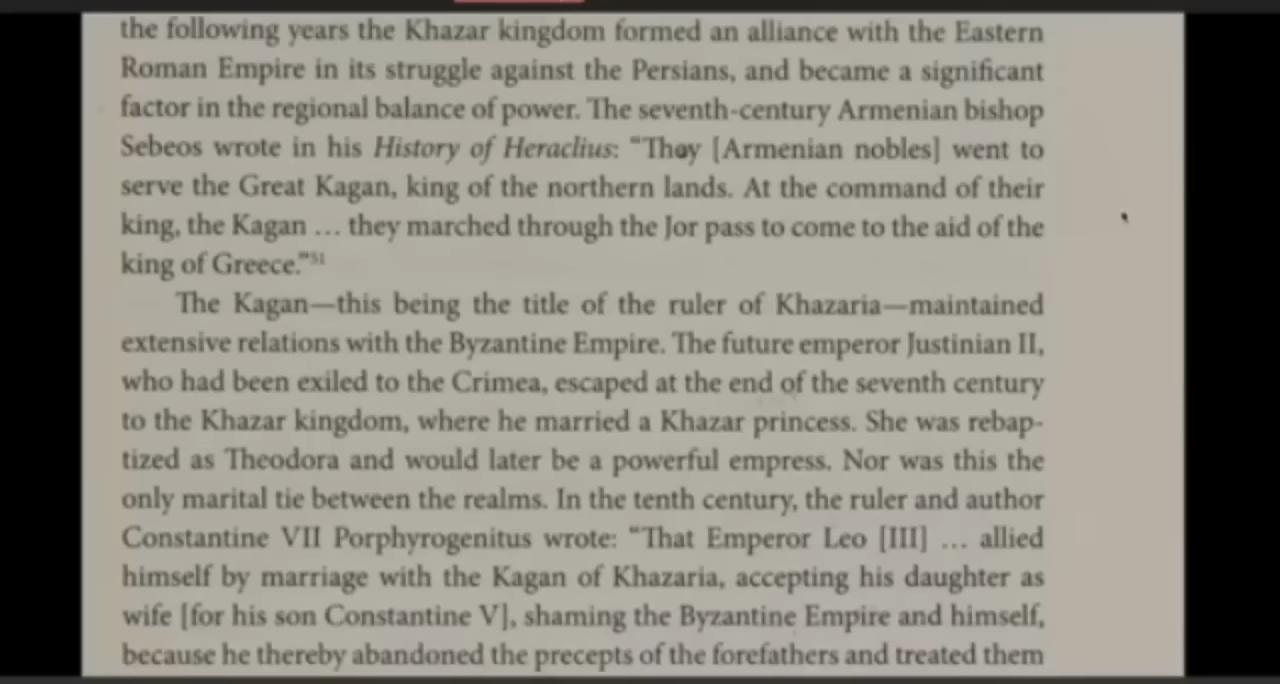 the following years the Khazar kingdom formed an alliance with the Eastern
Roman Empire in its struggle against the Persians, and became a significant
factor in the regional balance of power. The seventh-century Armenian bishop
Sebeos wrote in his History of Heraclius: “They [Armenian nobles] went to
serve the Great Kagan, king of the northern lands. At the command of their
king, the Kagan … they marched through the Jor pass to come to the aid of the
king of Greece.”51
The Kagan—this being the title of the ruler of Khazaria—maintained
extensive relations with the Byzantine Empire. The future emperor Justinian II,
who had been exiled to the Crimea, escaped at the end of the seventh century
to the Khazar kingdom, where he married a Khazar princess. She was rebap-
tized as Theodora and would later be a powerful empress. Nor was this the
only marital tie between the realms. In the tenth century, the ruler and author
Constantine VII Porphyrogenitus wrote: “That Emperor Leo [III] … allied
himself by marriage with the Kagan of Khazaria, accepting his daughter as
wife [for his son Constantine V], shaming the Byzantine Empire and himself,
because he thereby abandoned the precepts of the forefathers and treated them